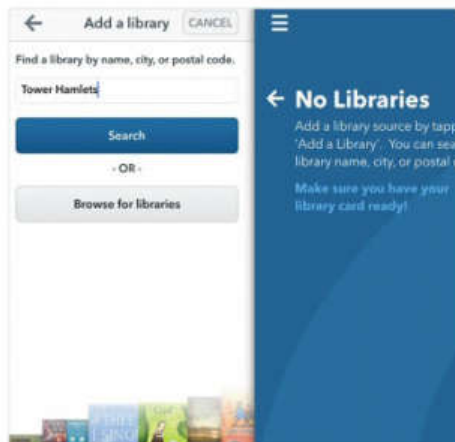 Add a library
CANCEL
Find a library by name, city, or postal code.
Tower Hamlets
Search
- OR -
Browse for libraries
No Libraries
Add a library source by tapp
'Add a Library'. You can sea
library name, city, or postal
Make sure you have your
library card ready!
SING